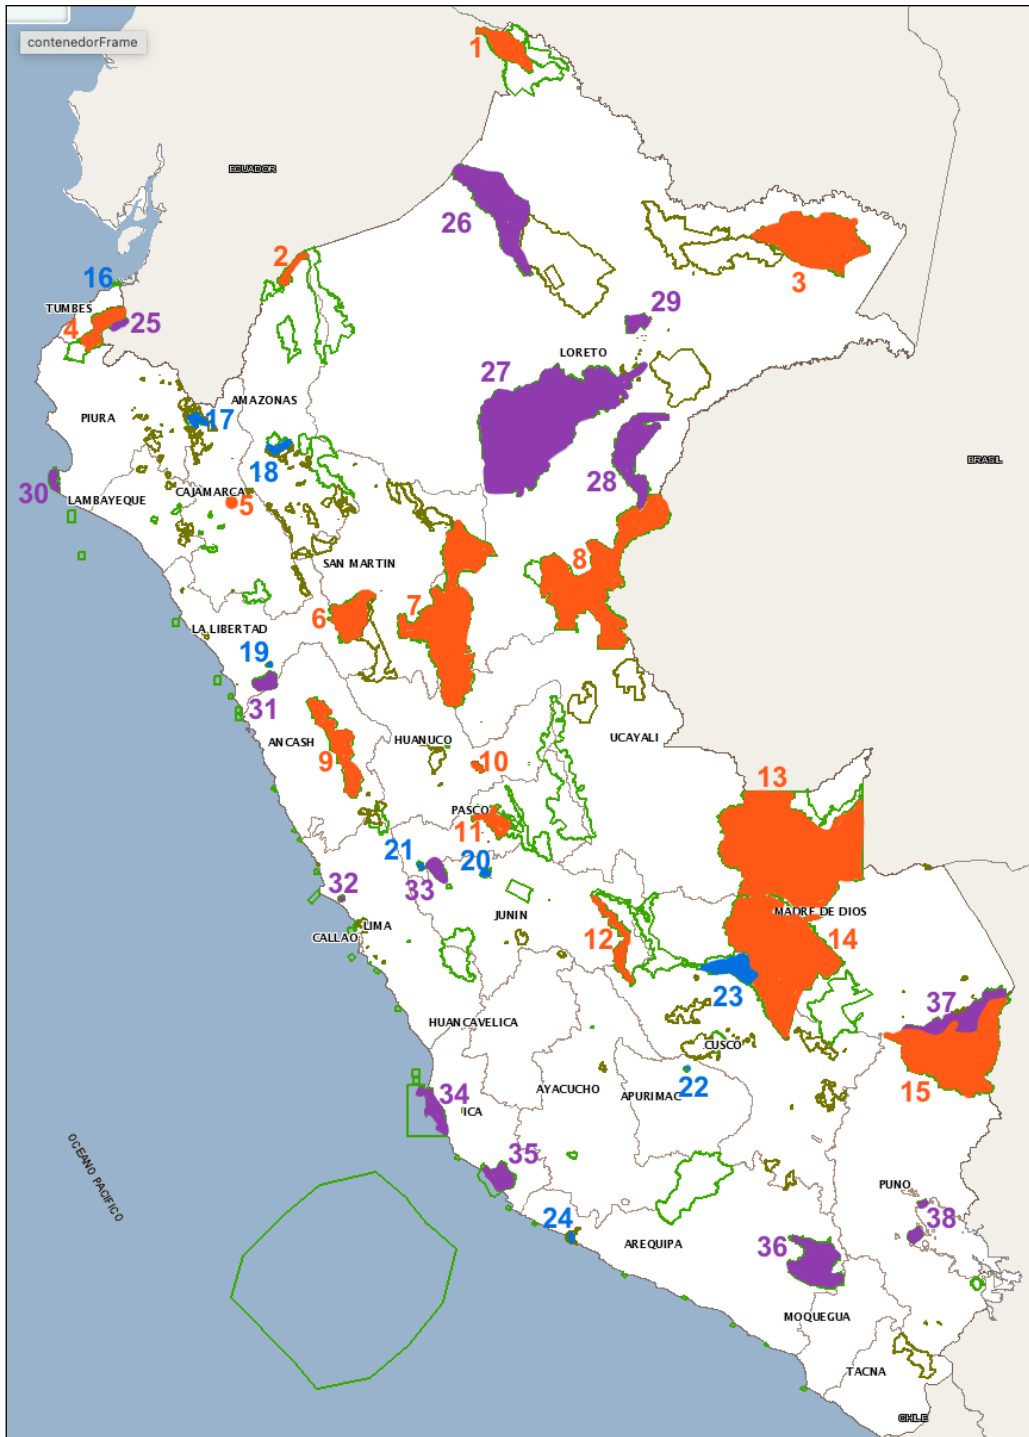 contenedorFrame
1
ECUADOR
26
2
3
16
TUMBES
4
25
29
LORETO
27
AMAZONAS
PIURA
17
18
28
BRASIL
30
LAMBAYEQUE
CAJAMARCA
5
SAN MARTIN
8
6
7
LA LIBERTAD
19
31
ANCASH
9
HUANUCO
10
UCAYALI
13
PASCO
11
21
20
33
32
LIMA
CALLAO
JUNIN
12
MADRE DE DIOS
14
23
37
HUANCAVELICA
CUSCO
22
AYACUCHO
APURIMAC
15
34
ICA
OCEANO PACIFICO
35
PUNO
38
24
AREQUIPA
36
MOQUEGUA
TACNA
CHILE